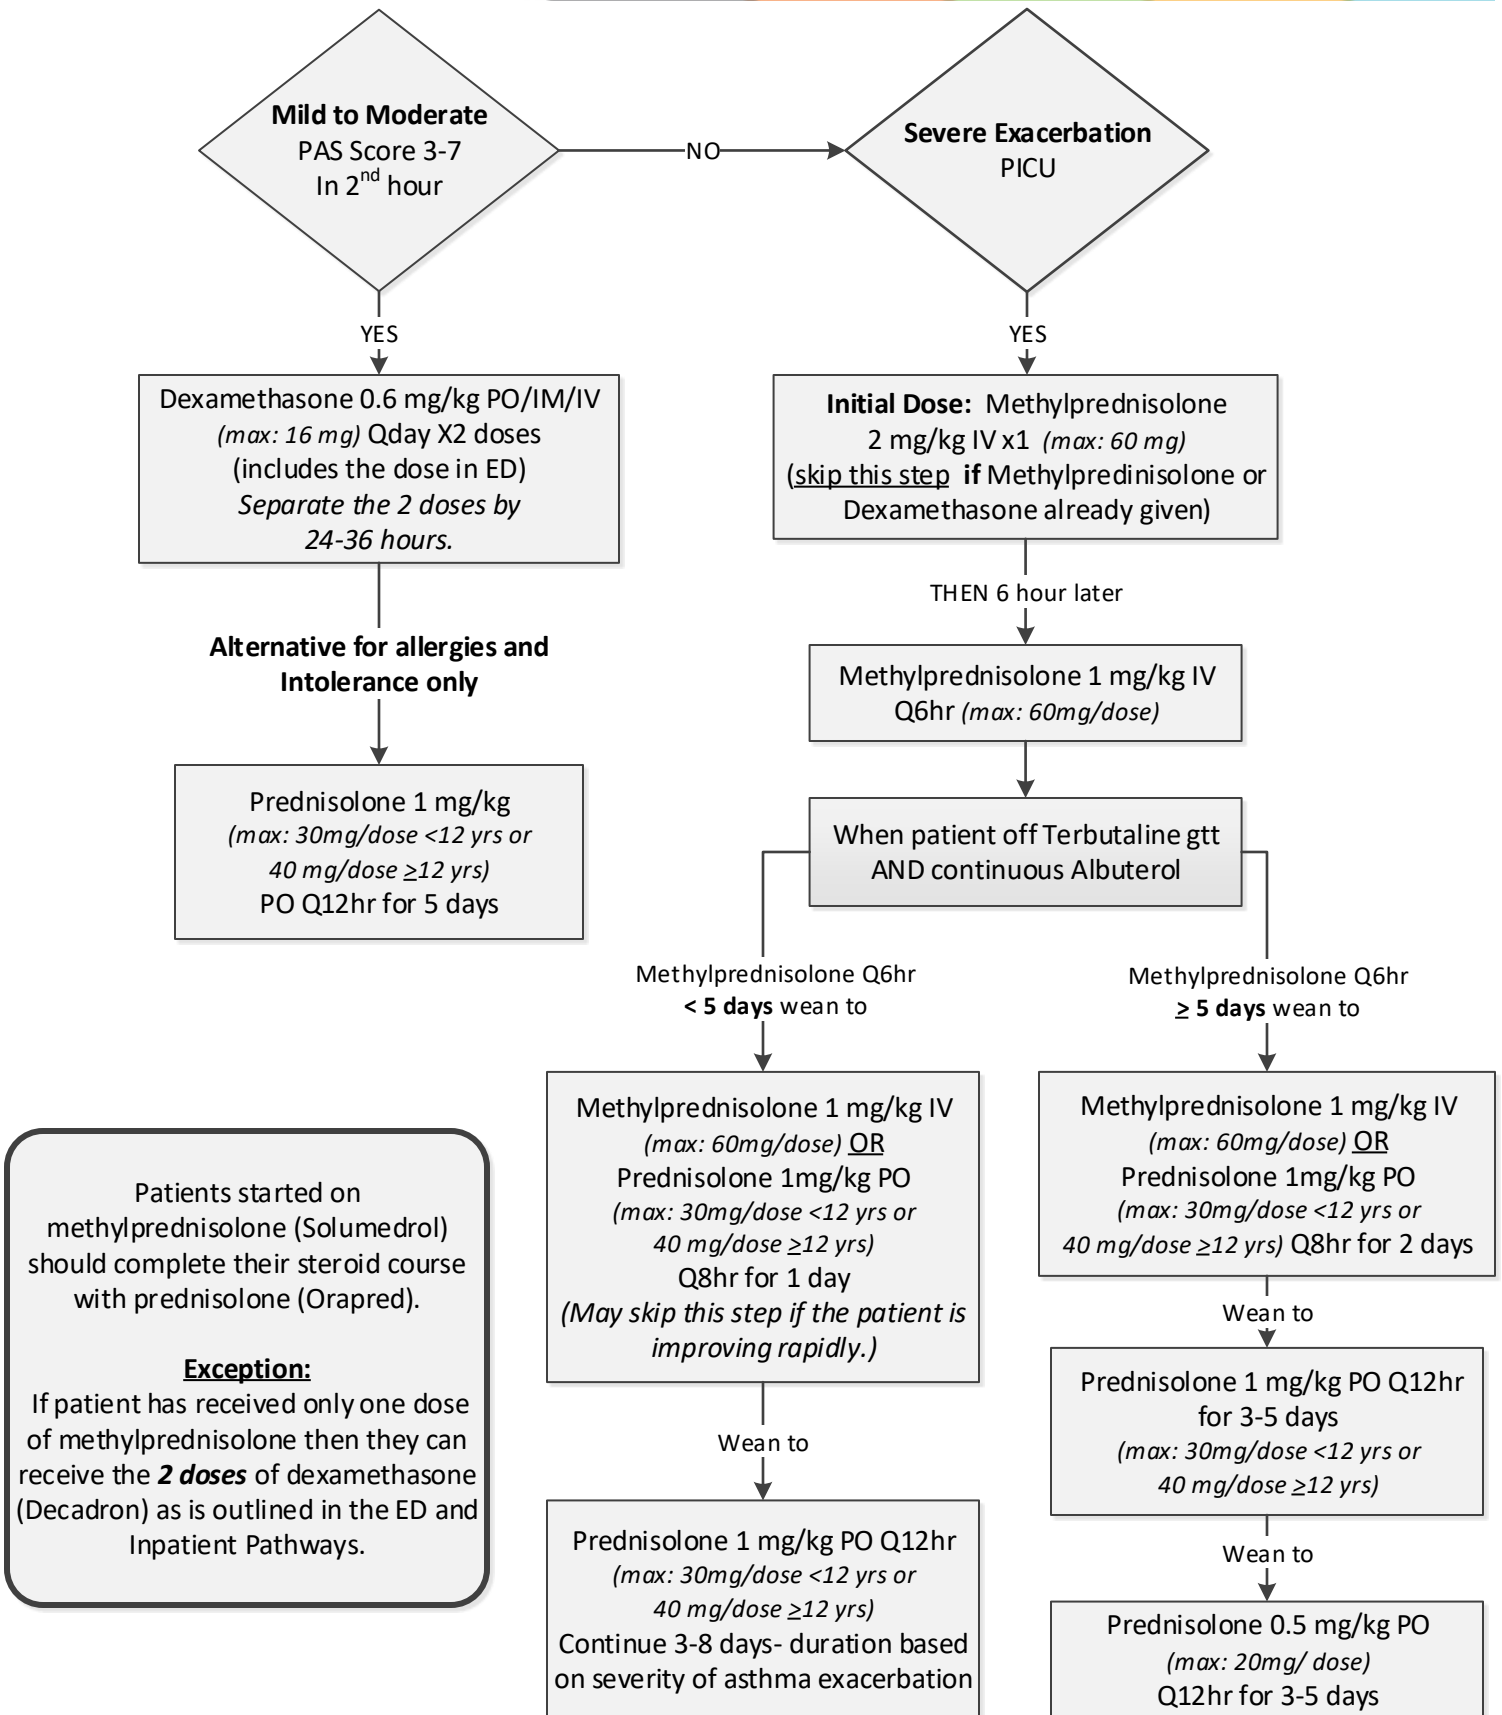 Mild to Moderate
PAS Score 3-7
In 2nd hour
NO
Severe Exacerbation
PICU
YES
Dexamethasone 0.6 mg/kg PO/IM/IV
(max: 16 mg) Qday X2 doses
(includes the dose in ED)
Separate the 2 doses by
24-36 hours.
Alternative for allergies and
Intolerance only
Prednisolone 1 mg/kg
(max: 30mg/dose <12 yrs or
40 mg/dose ≥12 yrs)
PO Q12hr for 5 days
YES
Initial Dose: Methylprednisolone
2 mg/kg IV x1 (max: 60 mg)
(skip this step if Methylpredinisolone or
Dexamethasone already given)
THEN 6 hour later
Methylprednisolone 1 mg/kg IV
Q6hr (max: 60mg/dose)
When patient off Terbutaline gtt
AND continuous Albuterol
Methylprednisolone Q6hr
< 5 days wean to
Methylprednisolone 1 mg/kg IV
(max: 60mg/dose) OR
Prednisolone 1mg/kg PO
(max: 30mg/dose <12 yrs or
40 mg/dose ≥12 yrs)
Q8hr for 1 day
(May skip this step if the patient is
improving rapidly.)
Wean to
Prednisolone 1 mg/kg PO Q12hr
(max: 30mg/dose <12 yrs or
40 mg/dose ≥12 yrs)
Continue 3-8 days- duration based
on severity of asthma exacerbation
Methylprednisolone Q6hr
≥ 5 days wean to
Methylprednisolone 1 mg/kg IV
(max: 60mg/dose) OR
Prednisolone 1mg/kg PO
(max: 30mg/dose <12 yrs or
40 mg/dose ≥12 yrs) Q8hr for 2 days
Wean to
Prednisolone 1 mg/kg PO Q12hr
for 3-5 days
(max: 30mg/dose <12 yrs or
40 mg/dose ≥12 yrs)
Wean to
Prednisolone 0.5 mg/kg PO
(max: 20mg/ dose)
Q12hr for 3-5 days
Patients started on
methylprednisolone (Solumedrol)
should complete their steroid course
with prednisolone (Orapred).
Exception:
If patient has received only one dose
of methylprednisolone then they can
receive the 2 doses of dexamethasone
(Decadron) as is outlined in the ED and
Inpatient Pathways.